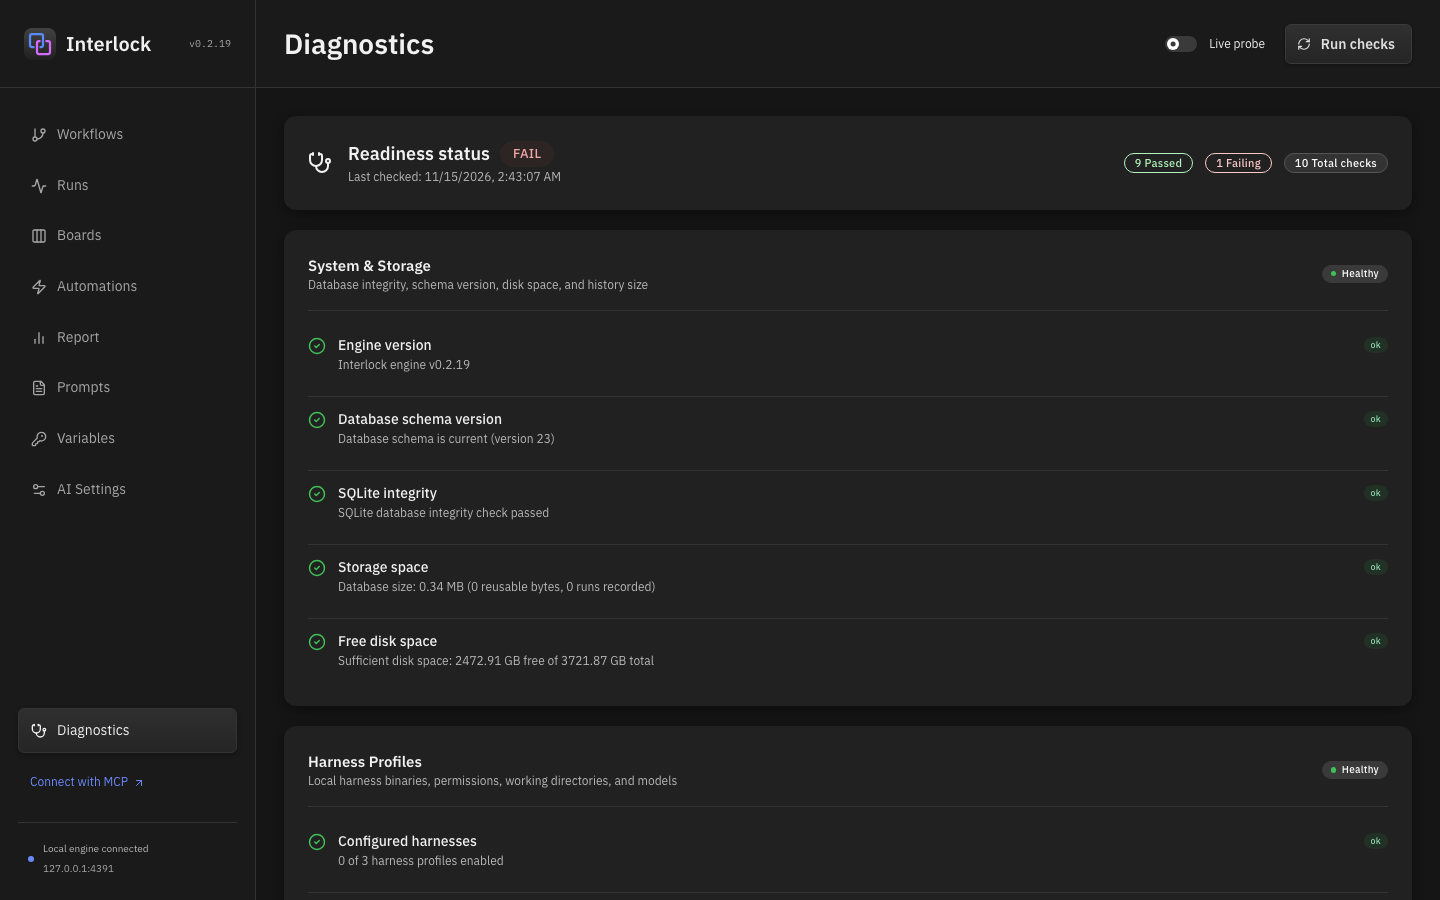 Interlock
v0.2.19
Workflows
Runs
Boards
Automations
Report
Prompts
Variables
AI Settings
Diagnostics
Connect with MCP
Local engine connected
127.0.0.1:4391
Diagnostics
Live probe
Run checks
Readiness status
FAIL
Last checked: 11/15/2026, 2:43:07 AM
9 Passed
1 Failing
10 Total checks
System & Storage
Database integrity, schema version, disk space, and history size
Healthy
Engine version
ok
Interlock engine v0.2.19
Database schema version
ok
Database schema is current (version 23)
SQLite integrity
ok
SQLite database integrity check passed
Storage space
ok
Database size: 0.34 MB (0 reusable bytes, 0 runs recorded)
Free disk space
ok
Sufficient disk space: 2472.91 GB free of 3721.87 GB total
Harness Profiles
Local harness binaries, permissions, working directories, and models
Healthy
Configured harnesses
ok
0 of 3 harness profiles enabled